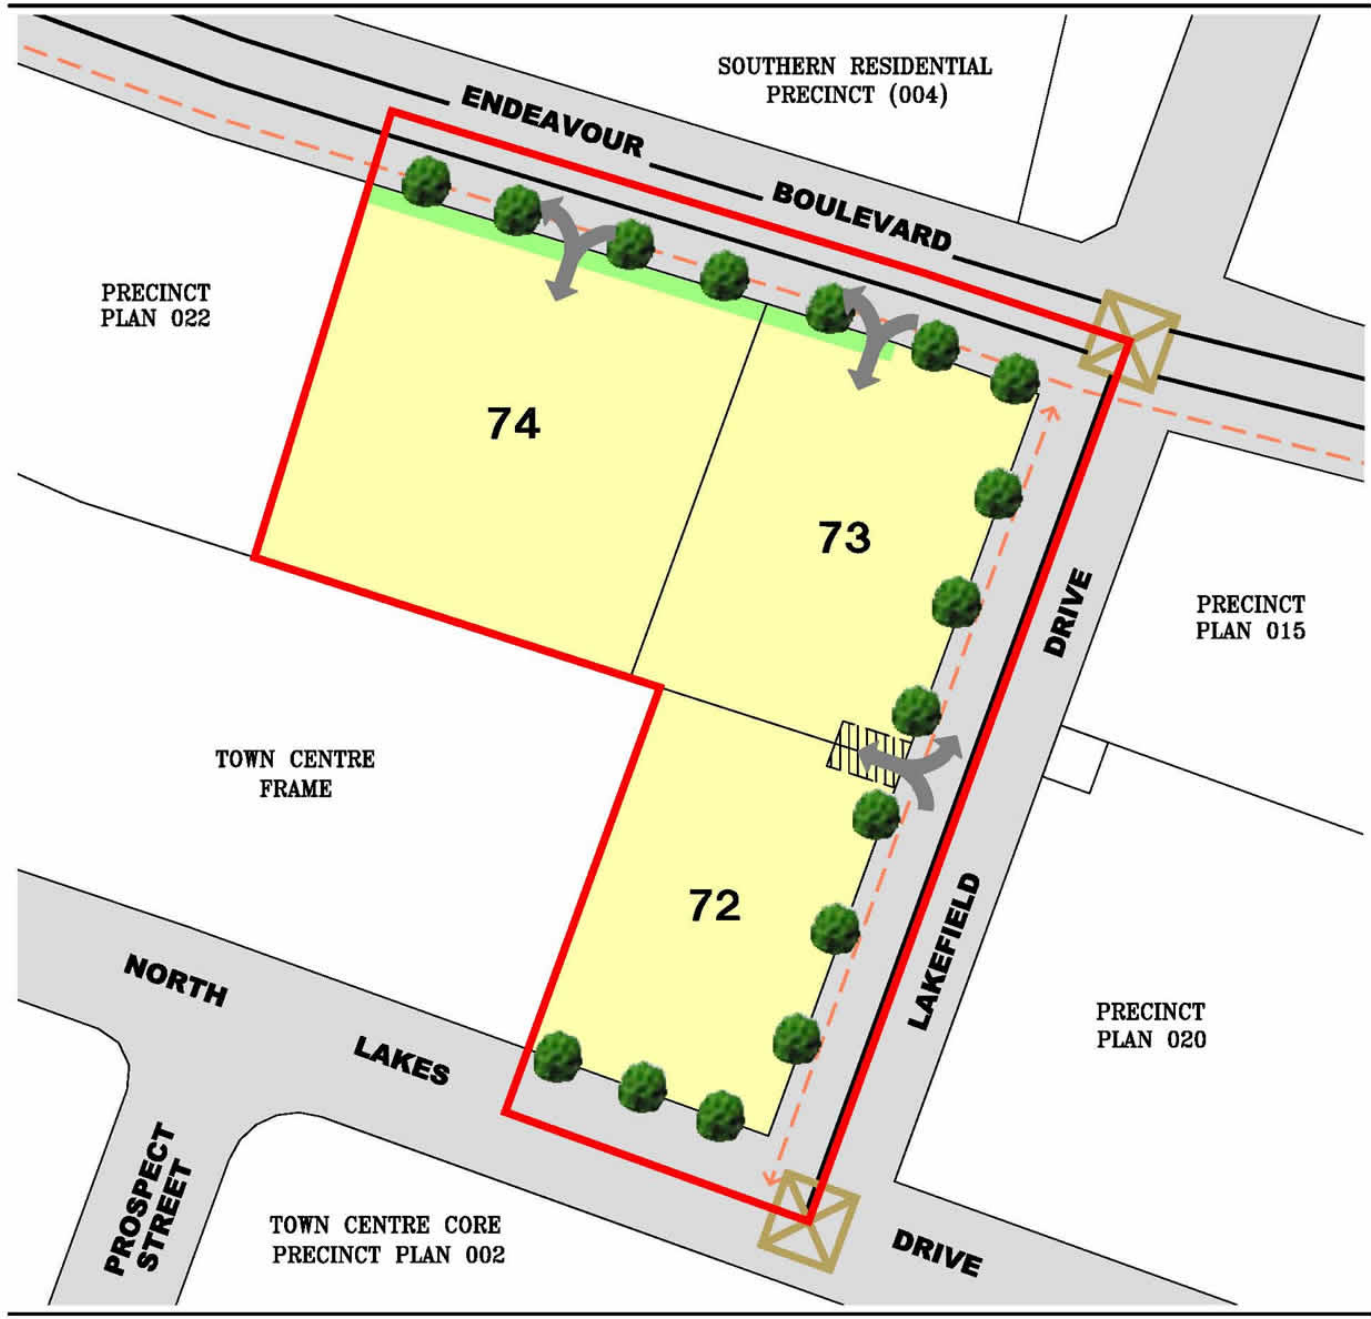 SOUTHERN RESIDENTIAL
PRECINCT (004)
ENDEAVOUR
BOULEVARD
PRECINCT
PLAN 022
74
73
DRIVE
PRECINCT
PLAN 015
TOWN CENTRE
FRAME
72
LAKEFIELD
NORTH
LAKES
PRECINCT
PLAN 020
PROSPECT
STREET
TOWN CENTRE CORE
PRECINCT PLAN 002
DRIVE